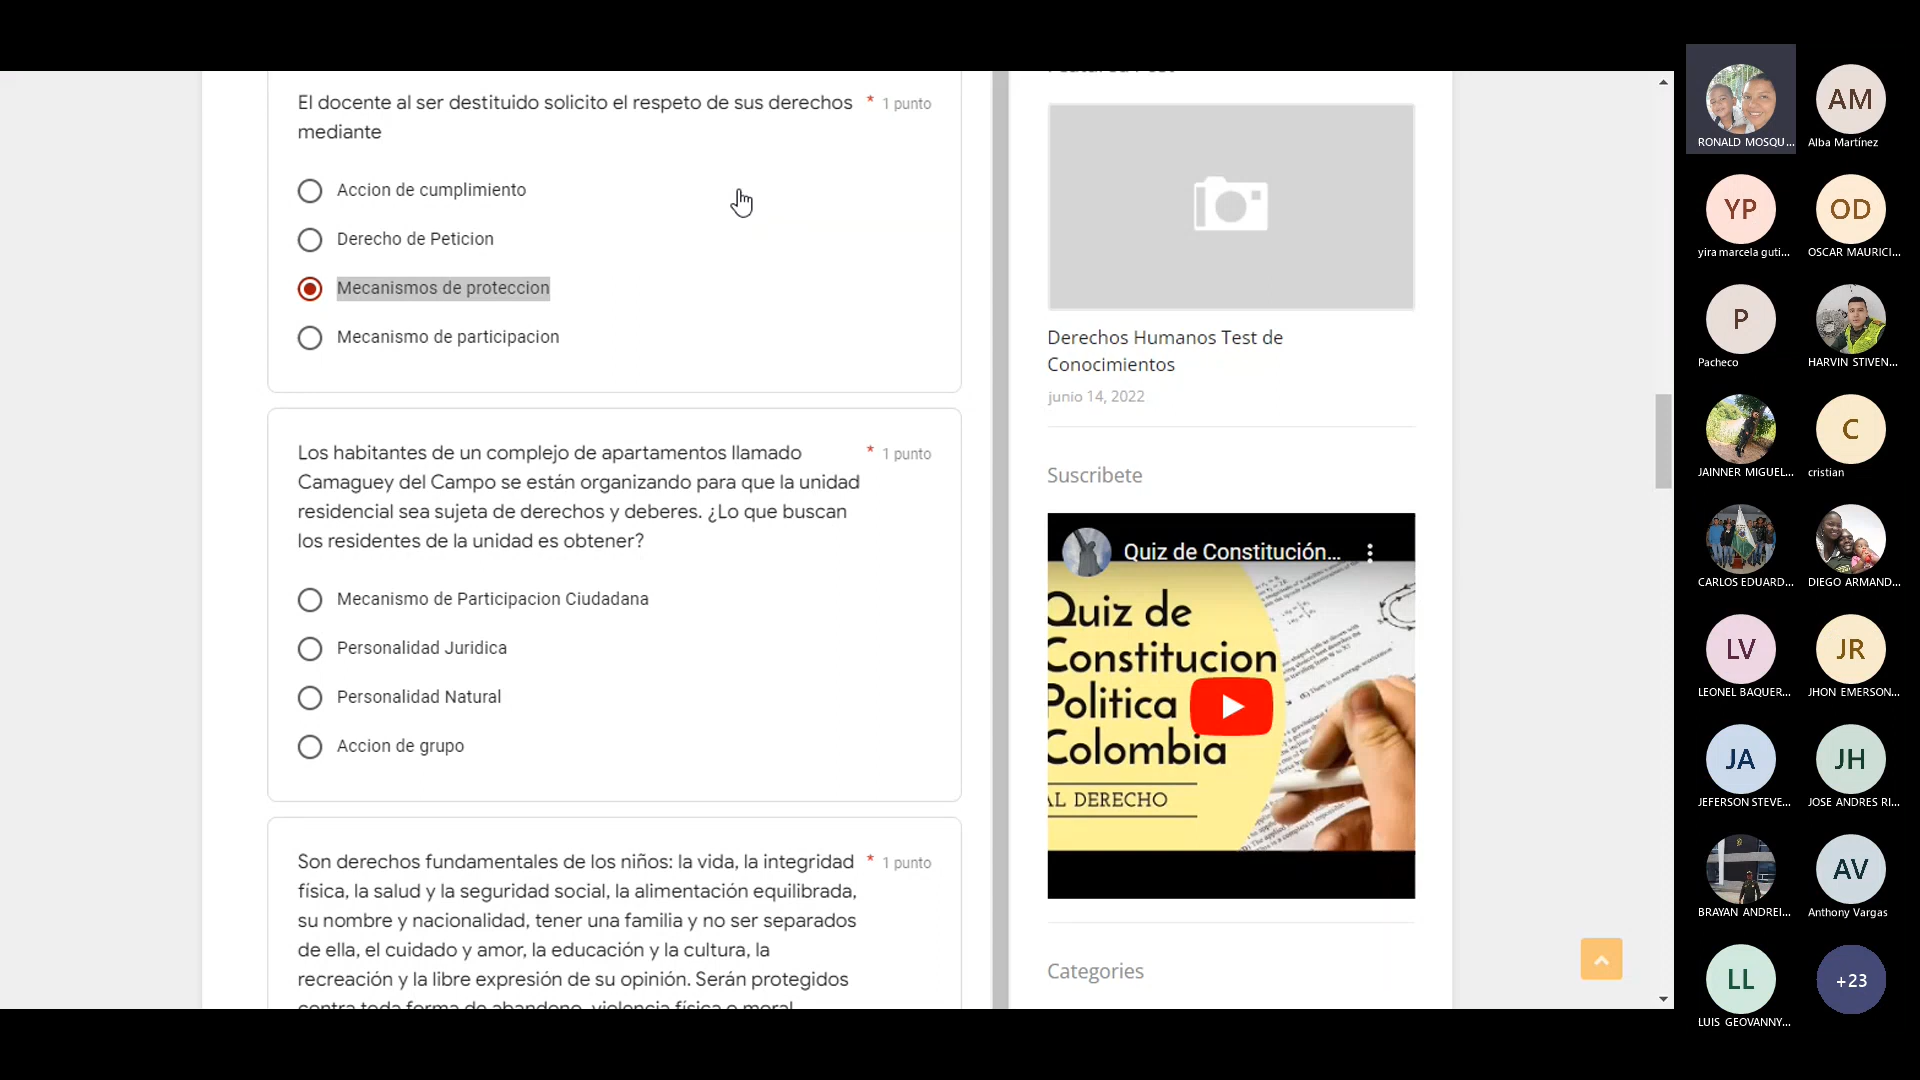 El docente al ser destituido solicito el respeto de sus derechos * 1 punto
mediante
Accion de cumplimiento
Derecho de Peticion
Mecanismos de proteccion
Mecanismo de participacion
Los habitantes de un complejo de apartamentos llamado * 1 punto
Camaguey del Campo se están organizando para que la unidad
residencial sea sujeta de derechos y deberes. ¿Lo que buscan
los residentes de la unidad es obtener?
Mecanismo de Participacion Ciudadana
Personalidad Juridica
Personalidad Natural
Accion de grupo
Son derechos fundamentales de los niños: la vida, la integridad * 1 punto
física, la salud y la seguridad social, la alimentación equilibrada,
su nombre y nacionalidad, tener una familia y no ser separados
de ella, el cuidado y amor, la educación y la cultura, la
recreación y la libre expresión de su opinión. Serán protegidos
contra toda forma de abandono, violencia física o moral
Derechos Humanos Test de
Conocimientos
junio 14, 2022
Suscribete
Quiz de Constitución...
Quiz de
Constitucion
Politica
Colombia
AL DERECHO
Categories
RONALD MOSQU...
AM
Alba Martínez
YP
yira marcela guti...
OD
OSCAR MAURICI...
P
Pacheco
HARVIN STIVEN...
JAINNER MIGUEL...
C
cristian
CARLOS EDUARD...
DIEGO ARMAND...
LV
LEONEL BAQUER...
JR
JHON EMERSON...
JA
JEFERSON STEVE...
JH
JOSE ANDRES RI...
BRAYAN ANDREI...
AV
Anthony Vargas
LL
LUIS GEOVANNY...
+23